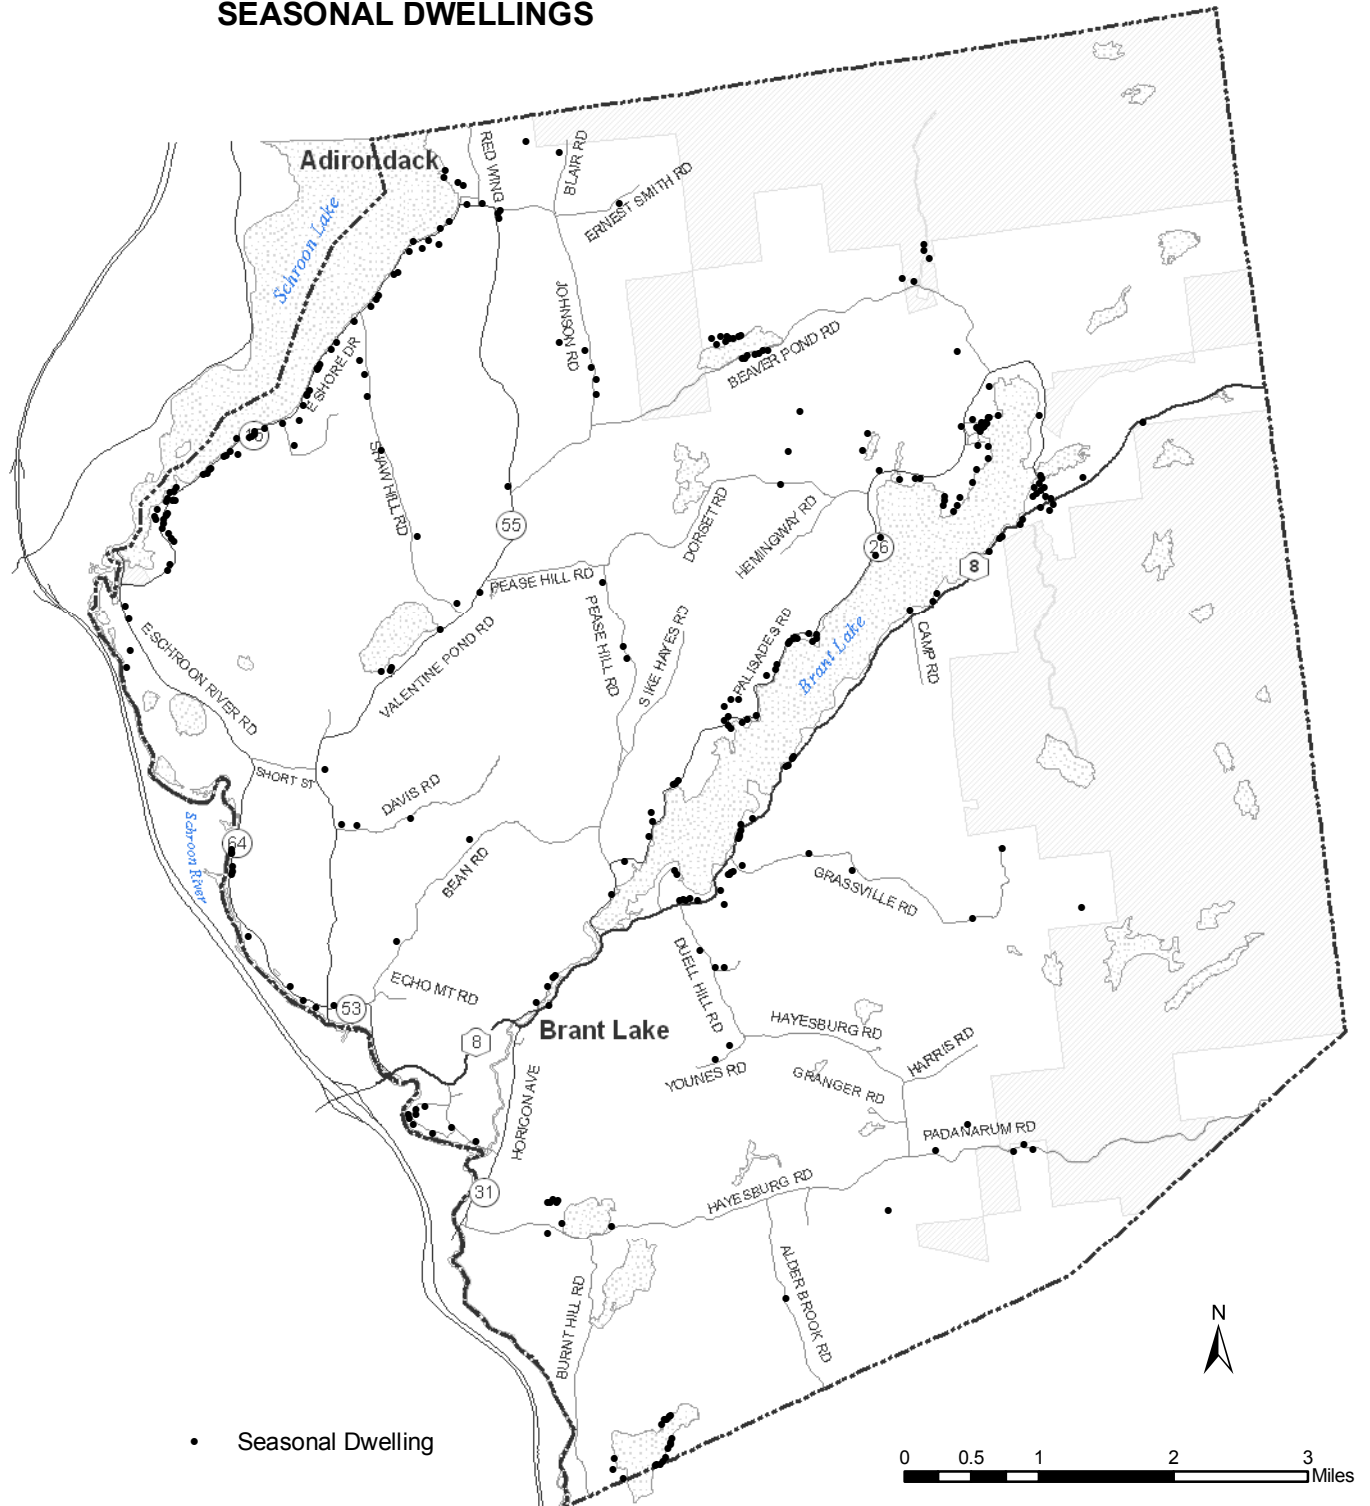 SEASONAL DWELLINGS
Adirondack
RED WING
BLAIR RD
ERNEST SMITH RD
Schroon Lake
JOHNSON RD
BEAVER POND RD
E SHORE DR
SHAW HILL RD
55
DORSET RD
HEMINGWAY RD
26
8
PEASE HILL RD
PEASE HILL RD
S IKE HAYES RD
PALISADES RD
Brant Lake
CAMP RD
E SCHROON RIVER RD
VALENTINE POND RD
SHORT ST
DAVIS RD
Schroon River
64
BEAN RD
GRASSVILLE RD
DUELL HILL RD
ECHO MT RD
53
8
Brant Lake
HAYESBURG RD
HARRIS RD
YOUNES RD
GRANGER RD
HORICON AVE
PADANARUM RD
31
HAYESBURG RD
BURNT HILL RD
ALDER BROOK RD
N
Seasonal Dwelling
0 0.5 1 2 3
Miles